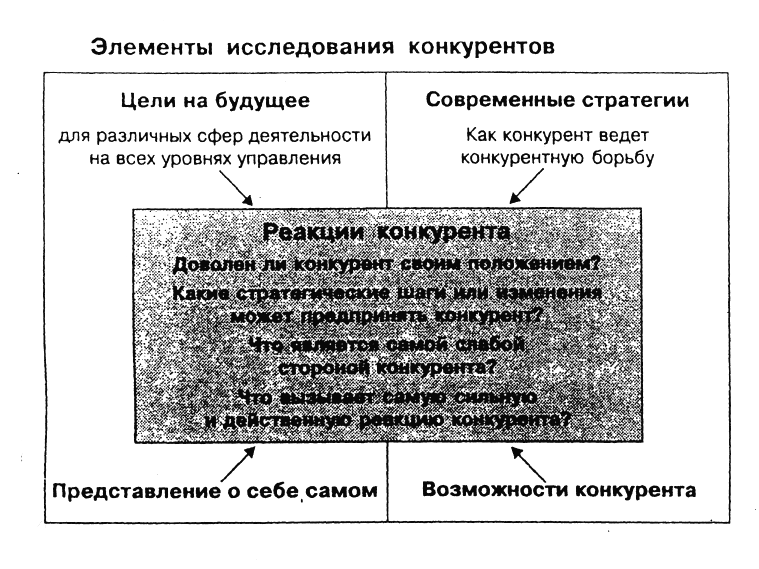 Элементы исследования конкурентов
Цели на будущее
для различных сфер деятельности
на всех уровнях управления
Современные стратегии
Как конкурент ведет
конкурентную борьбу
Реакции конкурента
Доволен ли конкурент своим положением?
Какие стратегические шаги или изменения
может предпринять конкурент?
Что является самой слабой
стороной конкурента?
Что вызывает самую сильную
и действенную реакцию конкурента?
Представление о себе самом
Возможности конкурента